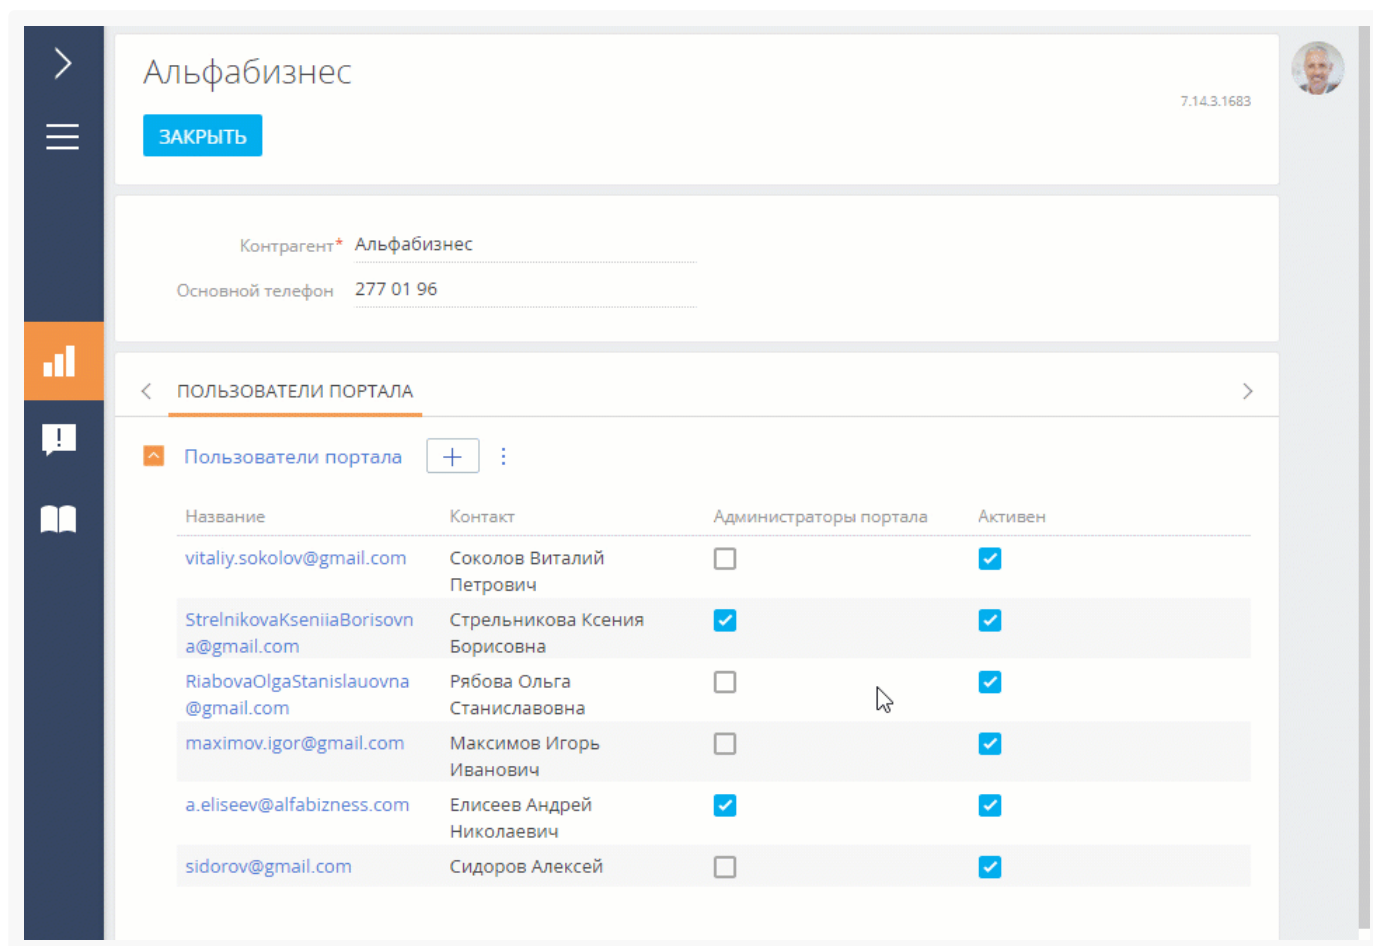 Альфабизнес
7.14.3.1683
ЗАКРЫТЬ
Контрагент* Альфабизнес
Основной телефон 277 01 96
ПОЛЬЗОВАТЕЛИ ПОРТАЛА
Пользователи портала
Название Контакт Администраторы портала Активен
vitaliy.sokolov@gmail.com Соколов Виталий
Петрович
StrelnikovaKseniiaBorisovn Стрельникова Ксения
a@gmail.com Борисовна
RiabovaOlgaStanislauovna Рябова Ольга
@gmail.com Станиславовна
maximov.igor@gmail.com Максимов Игорь
Иванович
a.eliseev@alfabizness.com Елисеев Андрей
Николаевич
sidorov@gmail.com Сидоров Алексей